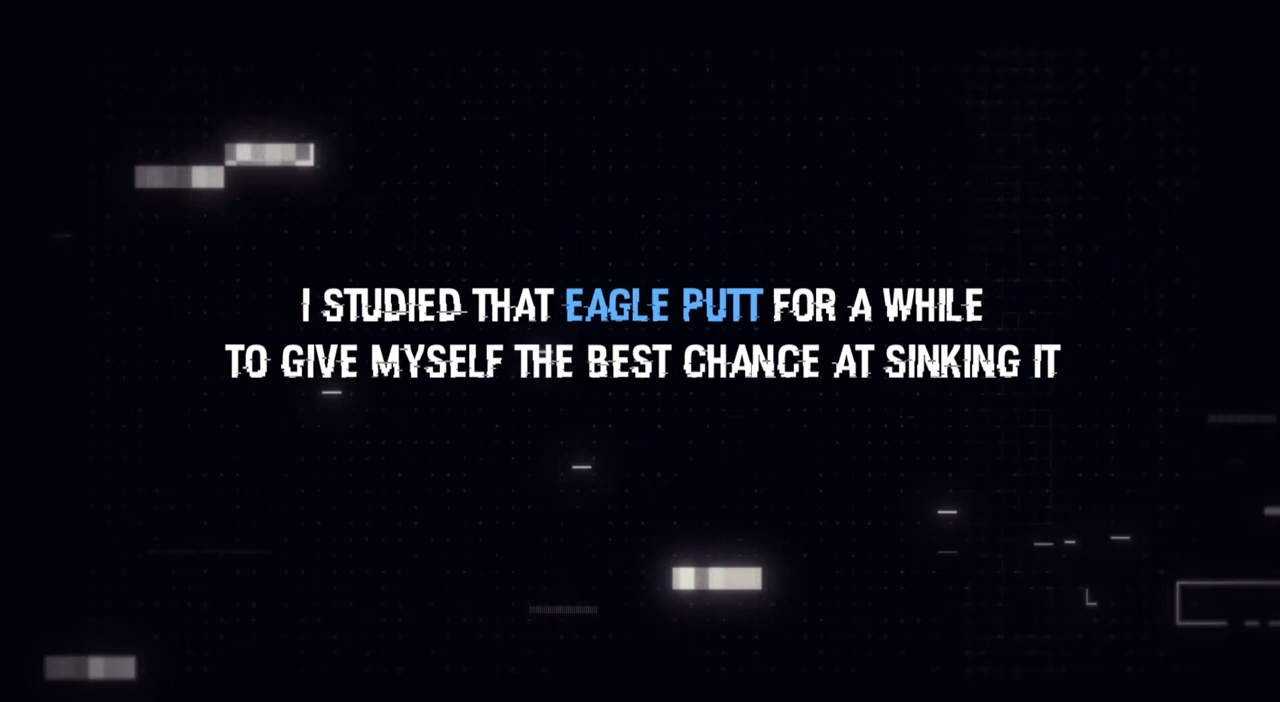 I STUDIED THAT EAGLE PUTT FOR A WHILE
TO GIVE MYSELF THE BEST CHANCE AT SINKING IT